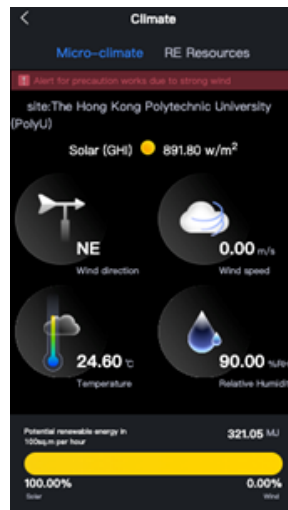 Climate
Micro-climate RE Resources
Alert for precaution works due to strong wind
site:The Hong Kong Polytechnic University
(PolyU)
Solar (GHI) 891.80 w/m²
NE
Wind direction
0.00 m/s
Wind speed
24.60 ℃
Temperature
90.00 %RH
Relative Humidit
Potential renewable energy in
100sq.m per hour
321.05 MJ
100.00% 0.00%
Solar Wind